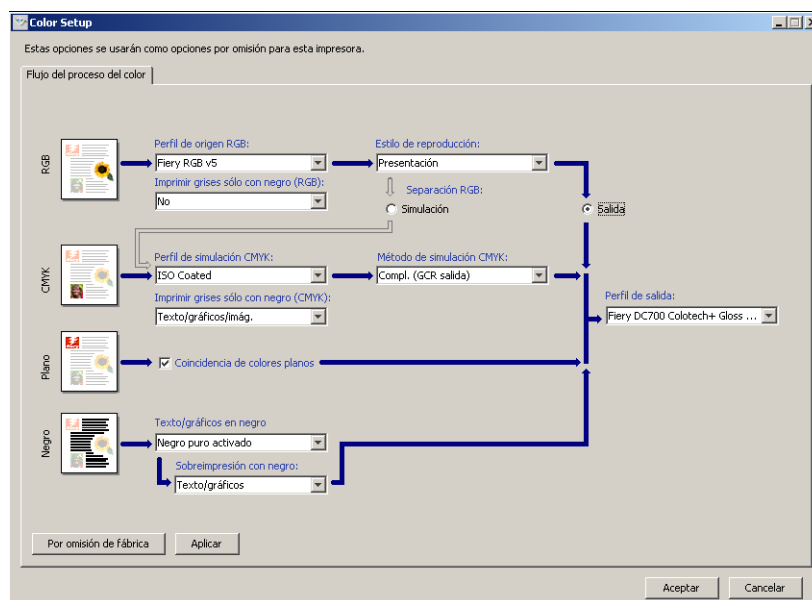 Color Setup
Estas opciones se usarán como opciones por omisión para esta impresora.
Flujo del proceso del color
RGB
Perfil de origen RGB:
Estilo de reproducción:
Fiery RGB v5
Presentación
Imprimir grises sólo con negro (RGB):
Separación RGB:
No
Simulación
Salida
CMYK
Perfil de simulación CMYK:
Método de simulación CMYK:
ISO Coated
Compl. (GCR salida)
Imprimir grises sólo con negro (CMYK):
Perfil de salida:
Texto/gráficos/imág.
Fiery DC700 Colotech+ Gloss ...
Plano
Coincidencia de colores planos
Negro
Texto/gráficos en negro
Negro puro activado
Sobreimpresión con negro:
Texto/gráficos
Por omisión de fábrica
Aplicar
Aceptar
Cancelar